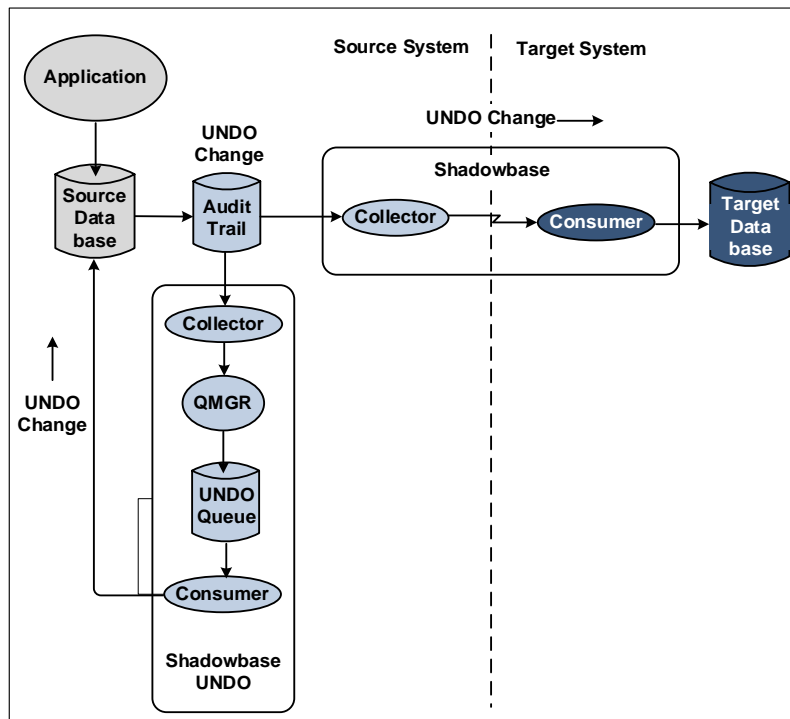 Source System
Target System
Application
UNDO Change
UNDO
Change
Shadowbase
Source
Data
base
Audit
Trail
Collector
Consumer
Target
Data
base
Collector
UNDO
Change
QMGR
UNDO
Queue
Consumer
Shadowbase
UNDO